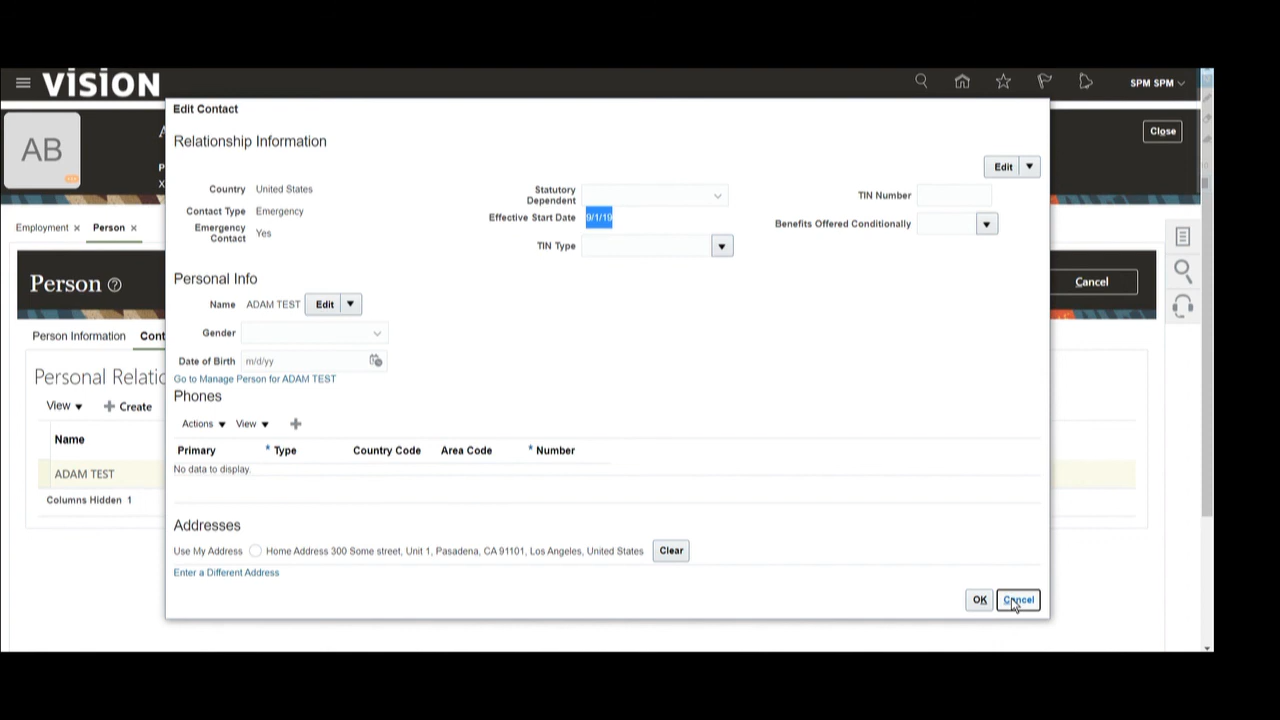 VISION
SPM SPM
AB
A
P
X
Close
Employment
Person
Person
Cancel
Person Information
Cont
Personal Relatio
View
Create
Name
ADAM TEST
Columns Hidden 1
Edit Contact
Relationship Information
Edit
Country United States
Contact Type Emergency
Emergency Contact Yes
Statutory Dependent
Effective Start Date 9/1/19
TIN Type
TIN Number
Benefits Offered Conditionally
Personal Info
Name ADAM TEST Edit
Gender
Date of Birth m/d/yy
Go to Manage Person for ADAM TEST
Phones
Actions View
Primary * Type Country Code Area Code * Number
No data to display.
Addresses
Use My Address Home Address 300 Some street, Unit 1, Pasadena, CA 91101, Los Angeles, United States Clear
Enter a Different Address
OK Cancel